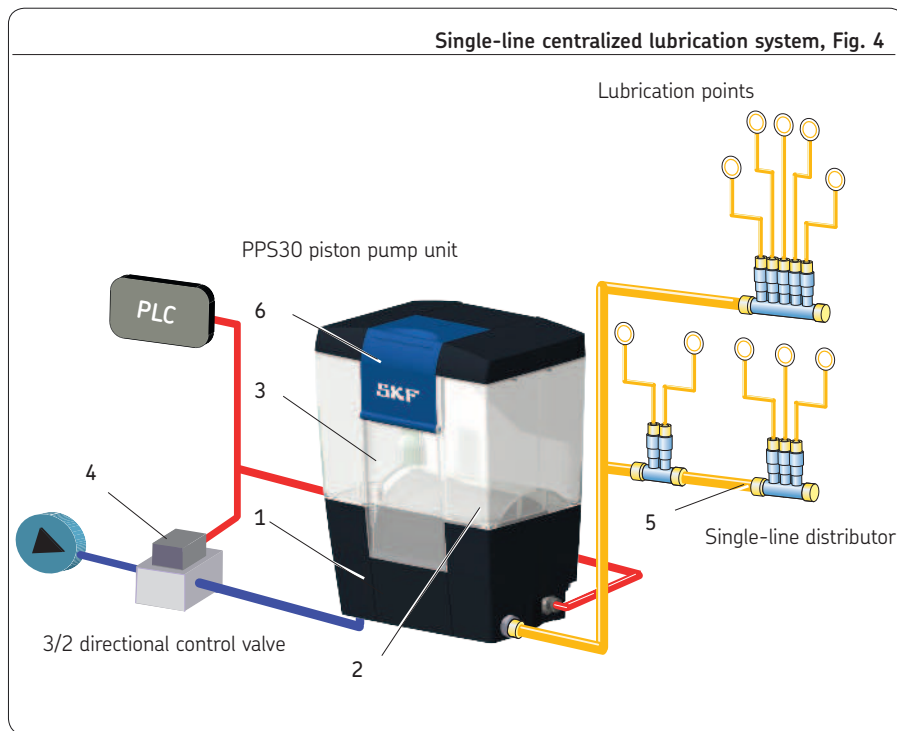 Single-line centralized lubrication system, Fig. 4
Lubrication points
PPS30 piston pump unit
PLC
6
SKF
3
4
1
5
Single-line distributor
3/2 directional control valve
2